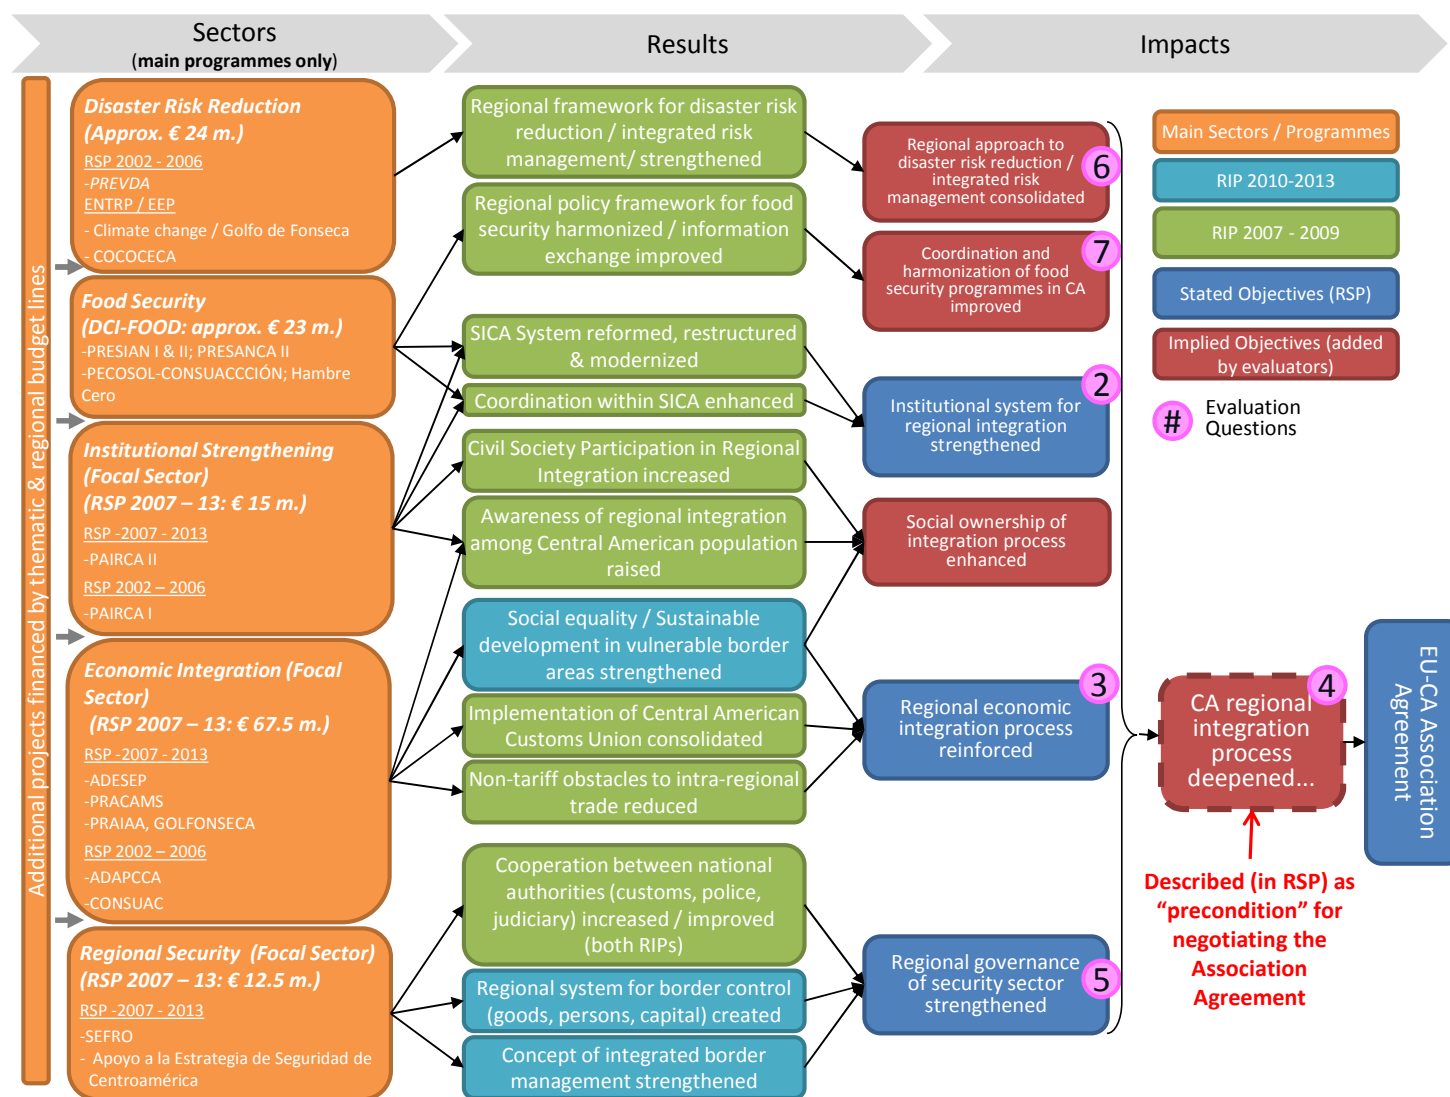 Sectors
(main programmes only)
Results
Impacts
Additional projects financed by thematic & regional budget lines
Disaster Risk Reduction
(Approx. € 24 m.)
RSP 2002 - 2006
-PREVDA
ENTRP / EEP
- Climate change / Golfo de Fonseca
- COCOCECA
Food Security
(DCI-FOOD: approx. € 23 m.)
-PRESIAN I & II; PRESANCA II
-PECOSOL-CONSUACCCIÓN; Hambre
Cero
Institutional Strengthening
(Focal Sector)
(RSP 2007 – 13: € 15 m.)
RSP -2007 - 2013
-PAIRCA II
RSP 2002 – 2006
-PAIRCA I
Economic Integration (Focal
Sector)
(RSP 2007 – 13: € 67.5 m.)
RSP -2007 - 2013
-ADESEP
-PRACAMS
-PRAIAA, GOLFONSECA
RSP 2002 – 2006
-ADAPCCA
-CONSUAC
Regional Security (Focal Sector)
(RSP 2007 – 13: € 12.5 m.)
RSP -2007 - 2013
-SEFRO
- Apoyo a la Estrategia de Seguridad de
Centroamérica
Regional framework for disaster risk
reduction / integrated risk
management/ strengthened
Regional policy framework for food
security harmonized / information
exchange improved
SICA System reformed, restructured
& modernized
Coordination within SICA enhanced
Civil Society Participation in Regional
Integration increased
Awareness of regional integration
among Central American population
raised
Social equality / Sustainable
development in vulnerable border
areas strengthened
Implementation of Central American
Customs Union consolidated
Non-tariff obstacles to intra-regional
trade reduced
Cooperation between national
authorities (customs, police,
judiciary) increased / improved
(both RIPs)
Regional system for border control
(goods, persons, capital) created
Concept of integrated border
management strengthened
Regional approach to
disaster risk reduction /
integrated risk
management consolidated
6
Coordination and
harmonization of food
security programmes in CA
improved
7
Institutional system for
regional integration
strengthened
2
Social ownership of
integration process
enhanced
Regional economic
integration process
reinforced
3
Regional governance
of security sector
strengthened
5
Main Sectors / Programmes
RIP 2010-2013
RIP 2007 - 2009
Stated Objectives (RSP)
Implied Objectives (added
by evaluators)
#
Evaluation
Questions
CA regional
integration
process
deepened...
4
EU-CA Association
Agreement
Described (in RSP) as
“precondition” for
negotiating the
Association
Agreement